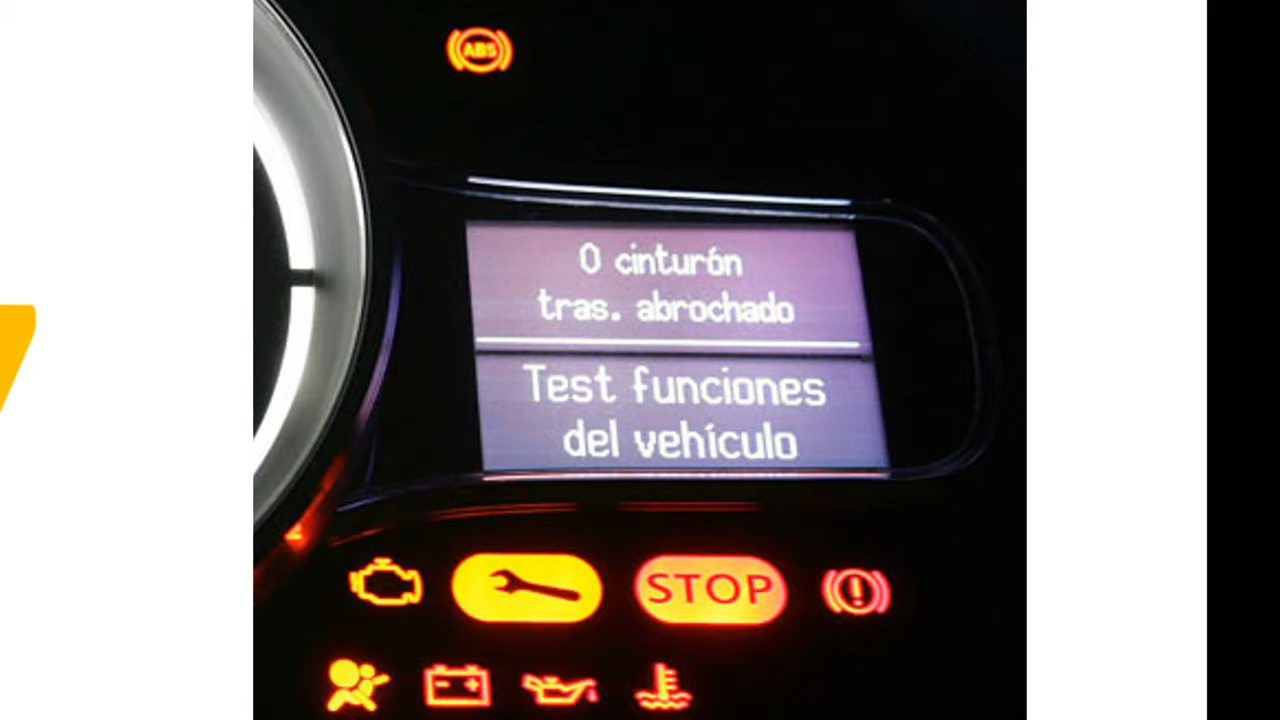 ABS
0 cinturón
tras. abrochado
Test funciones
del vehículo
STOP